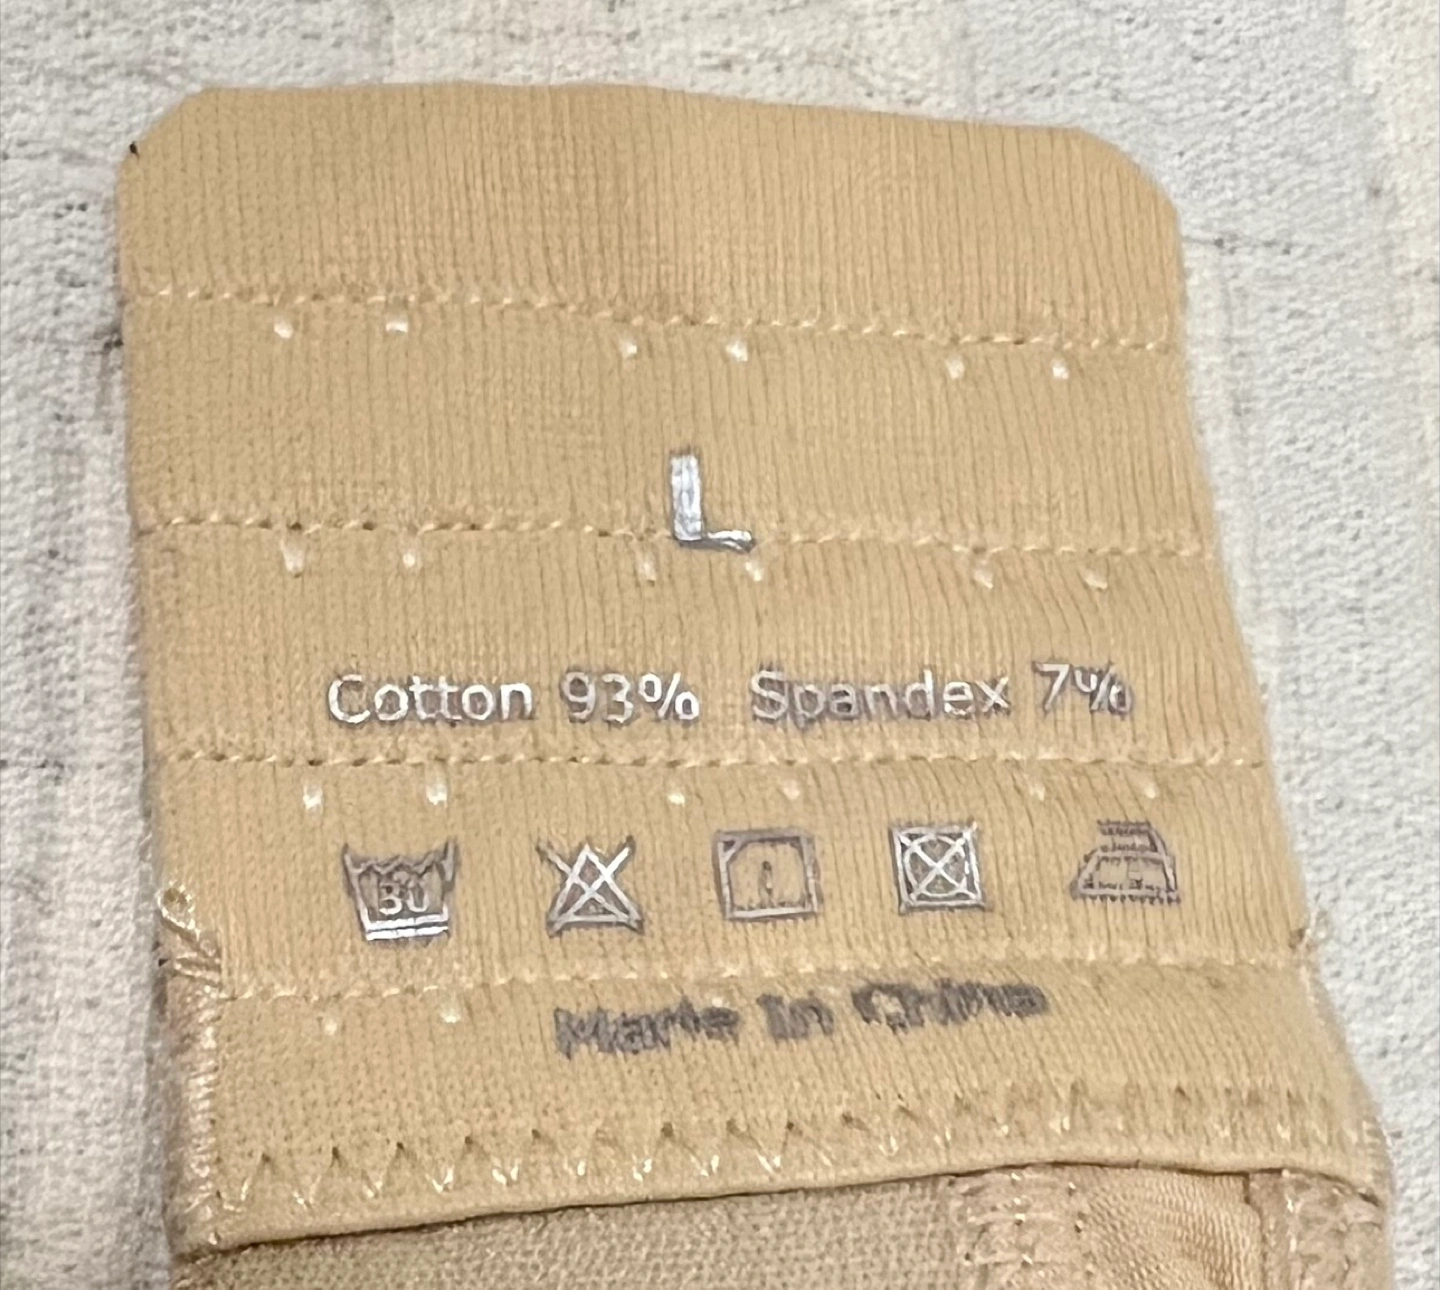 L
Cotton 93% Spandex 7%
30
Made In China